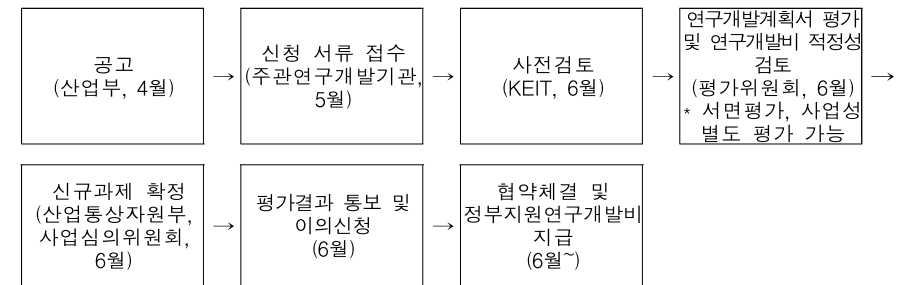 공고
(산업부, 4월)
→
신청 서류 접수
(주관연구개발기관,
5월)
→
사전검토
(KEIT, 6월)
→
연구개발계획서 평가
및 연구개발비 적정성
검토
(평가위원회, 6월)
* 서면평가, 사업성
별도 평가 가능
→
신규과제 확정
(산업통상자원부,
사업심의위원회,
6월)
→
평가결과 통보 및
이의신청
(6월)
→
협약체결 및
정부지원연구개발비
지급
(6월~)